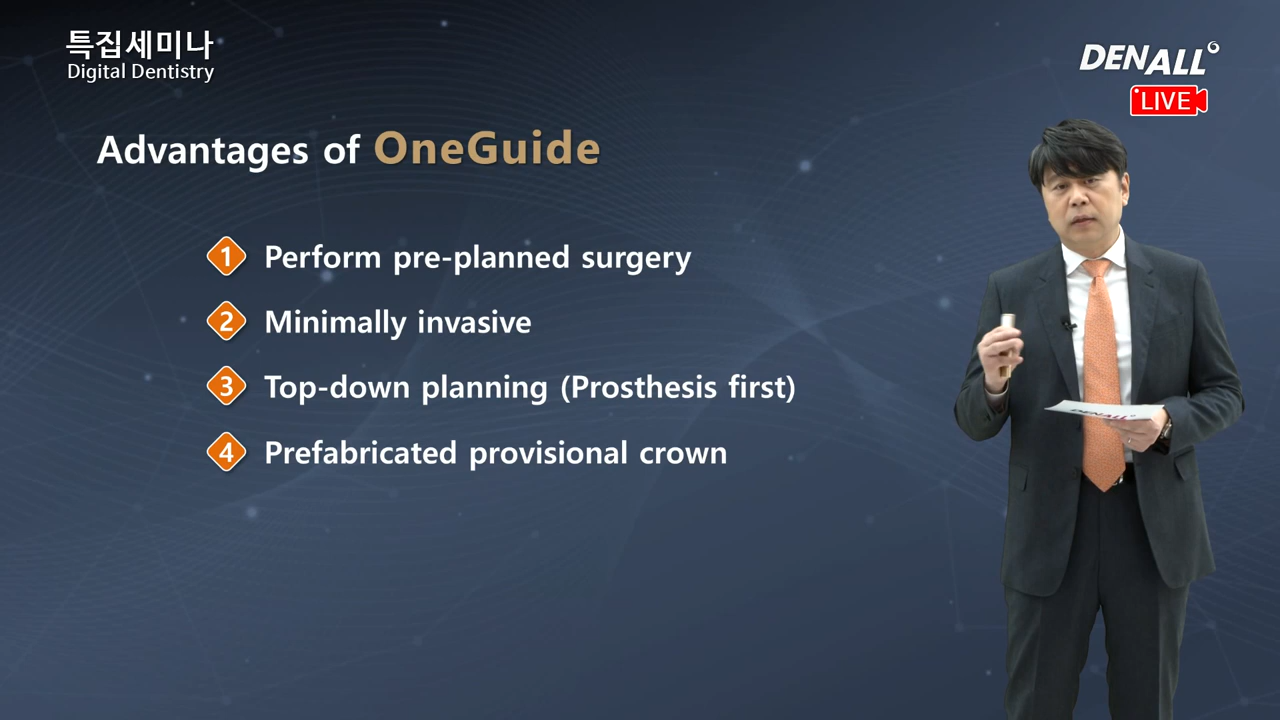 특집세미나
Digital Dentistry
DENALL
LIVE
Advantages of OneGuide
1 Perform pre-planned surgery
2 Minimally invasive
3 Top-down planning (Prosthesis first)
4 Prefabricated provisional crown
DENALL